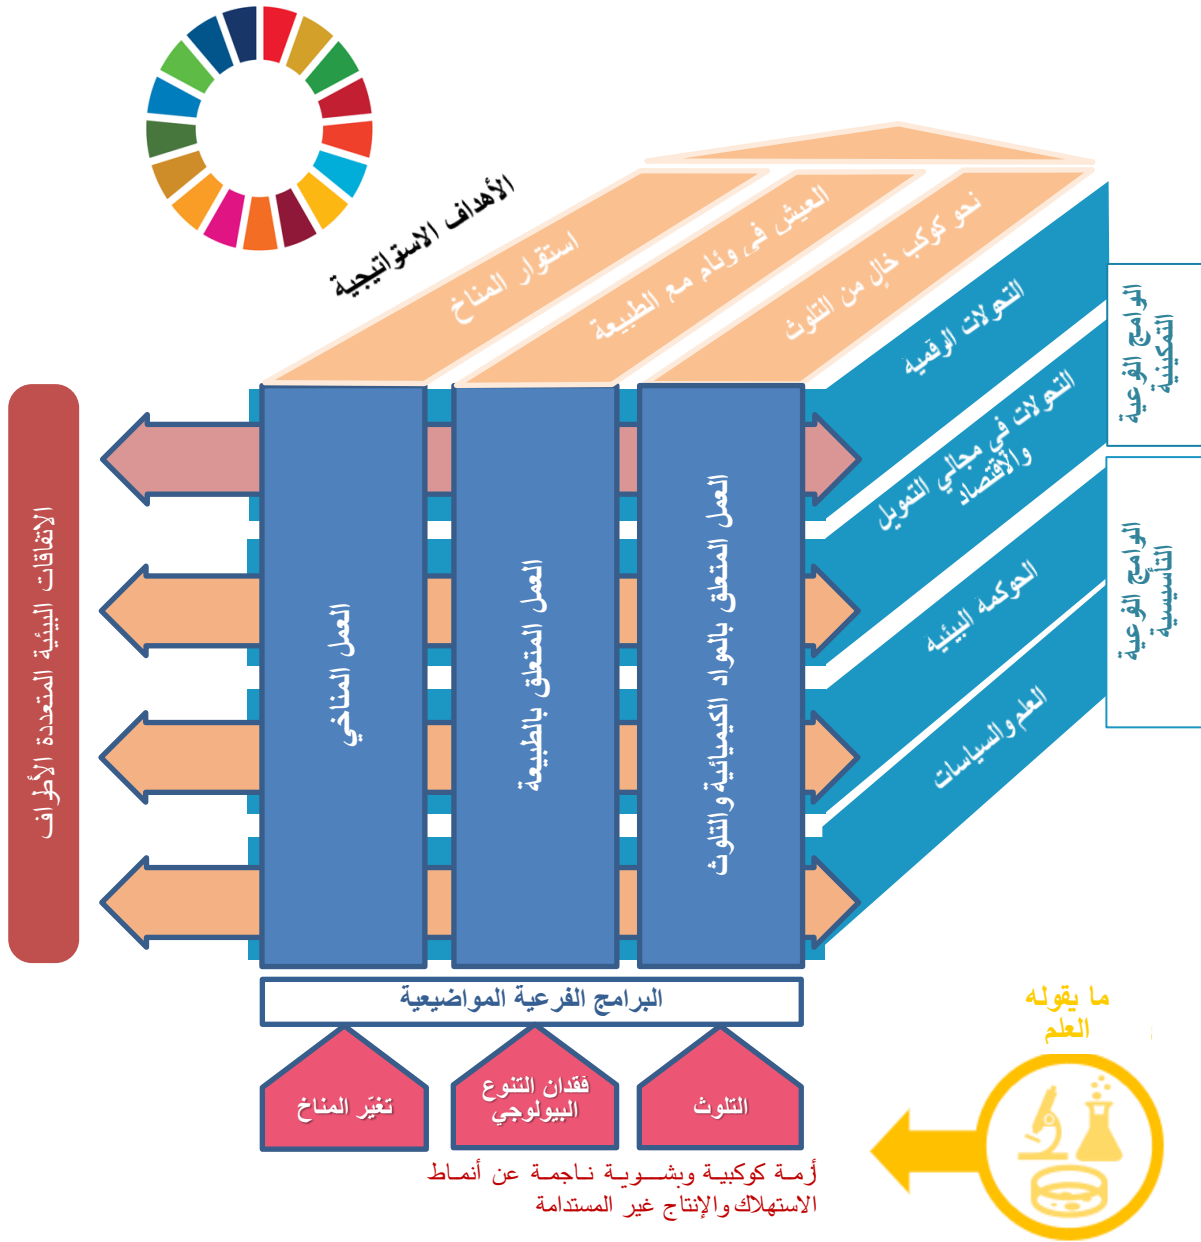 الأهداف الاستراتيجية
استقرار المناخ
العيش في وئام مع الطبيعة
نحو كوكب خالٍ من التلوث
التحولات الرقمية
التحولات في مجالي التمويل
والاقتصاد
الحوكمة البيئية
العلم والسياسات
البرامج الفرعية
التمكينية
البرامج الفرعية
التأسيسية
الاتفاقات البيئية المتعددة الأطراف
العمل المناخي
العمل المتعلق بالطبيعة
العمل المتعلق بالمواد الكيميائية والتلوث
البرامج الفرعية المواضيعية
تغيّر المناخ
فقدان التنوع
البيولوجي
التلوث
أزمة كوكبية وبشرية ناجمة عن أنماط
الاستهلاك والإنتاج غير المستدامة
ما يقوله
العلم